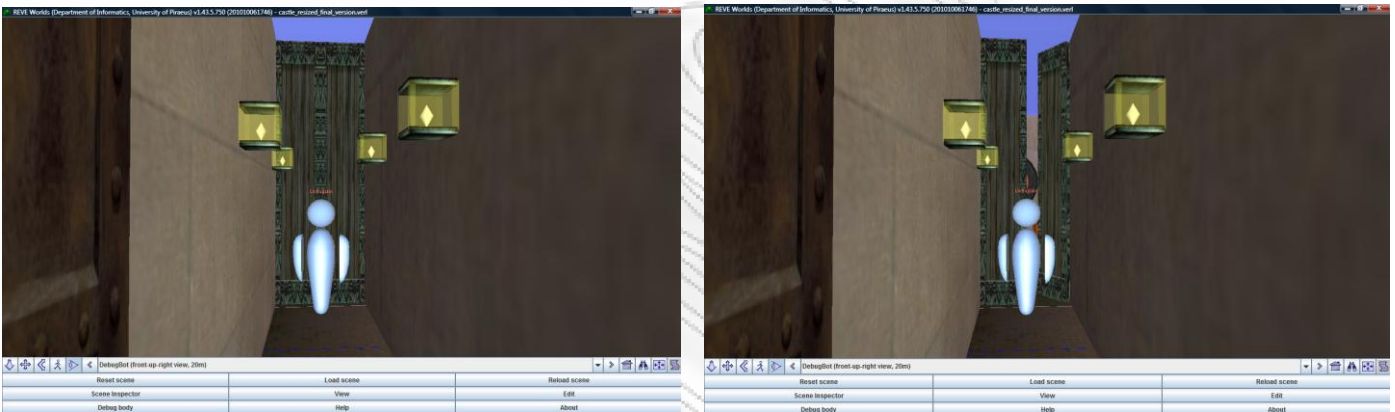 REVE Worlds (Department of Informatics, University of Piraeus) v1.43.5.750 (201010061746) - castle_resized_final_version.verl
DebugBot (front-up-right view, 20m)
Reset scene Load scene Reload scene
Scene Inspector View Edit
Debug body Help About
REVE Worlds (Department of Informatics, University of Piraeus) v1.43.5.750 (201010061746) - castle_resized_final_version.verl
DebugBot (front-up-right view, 20m)
Reset scene Load scene Reload scene
Scene Inspector View Edit
Debug body Help About